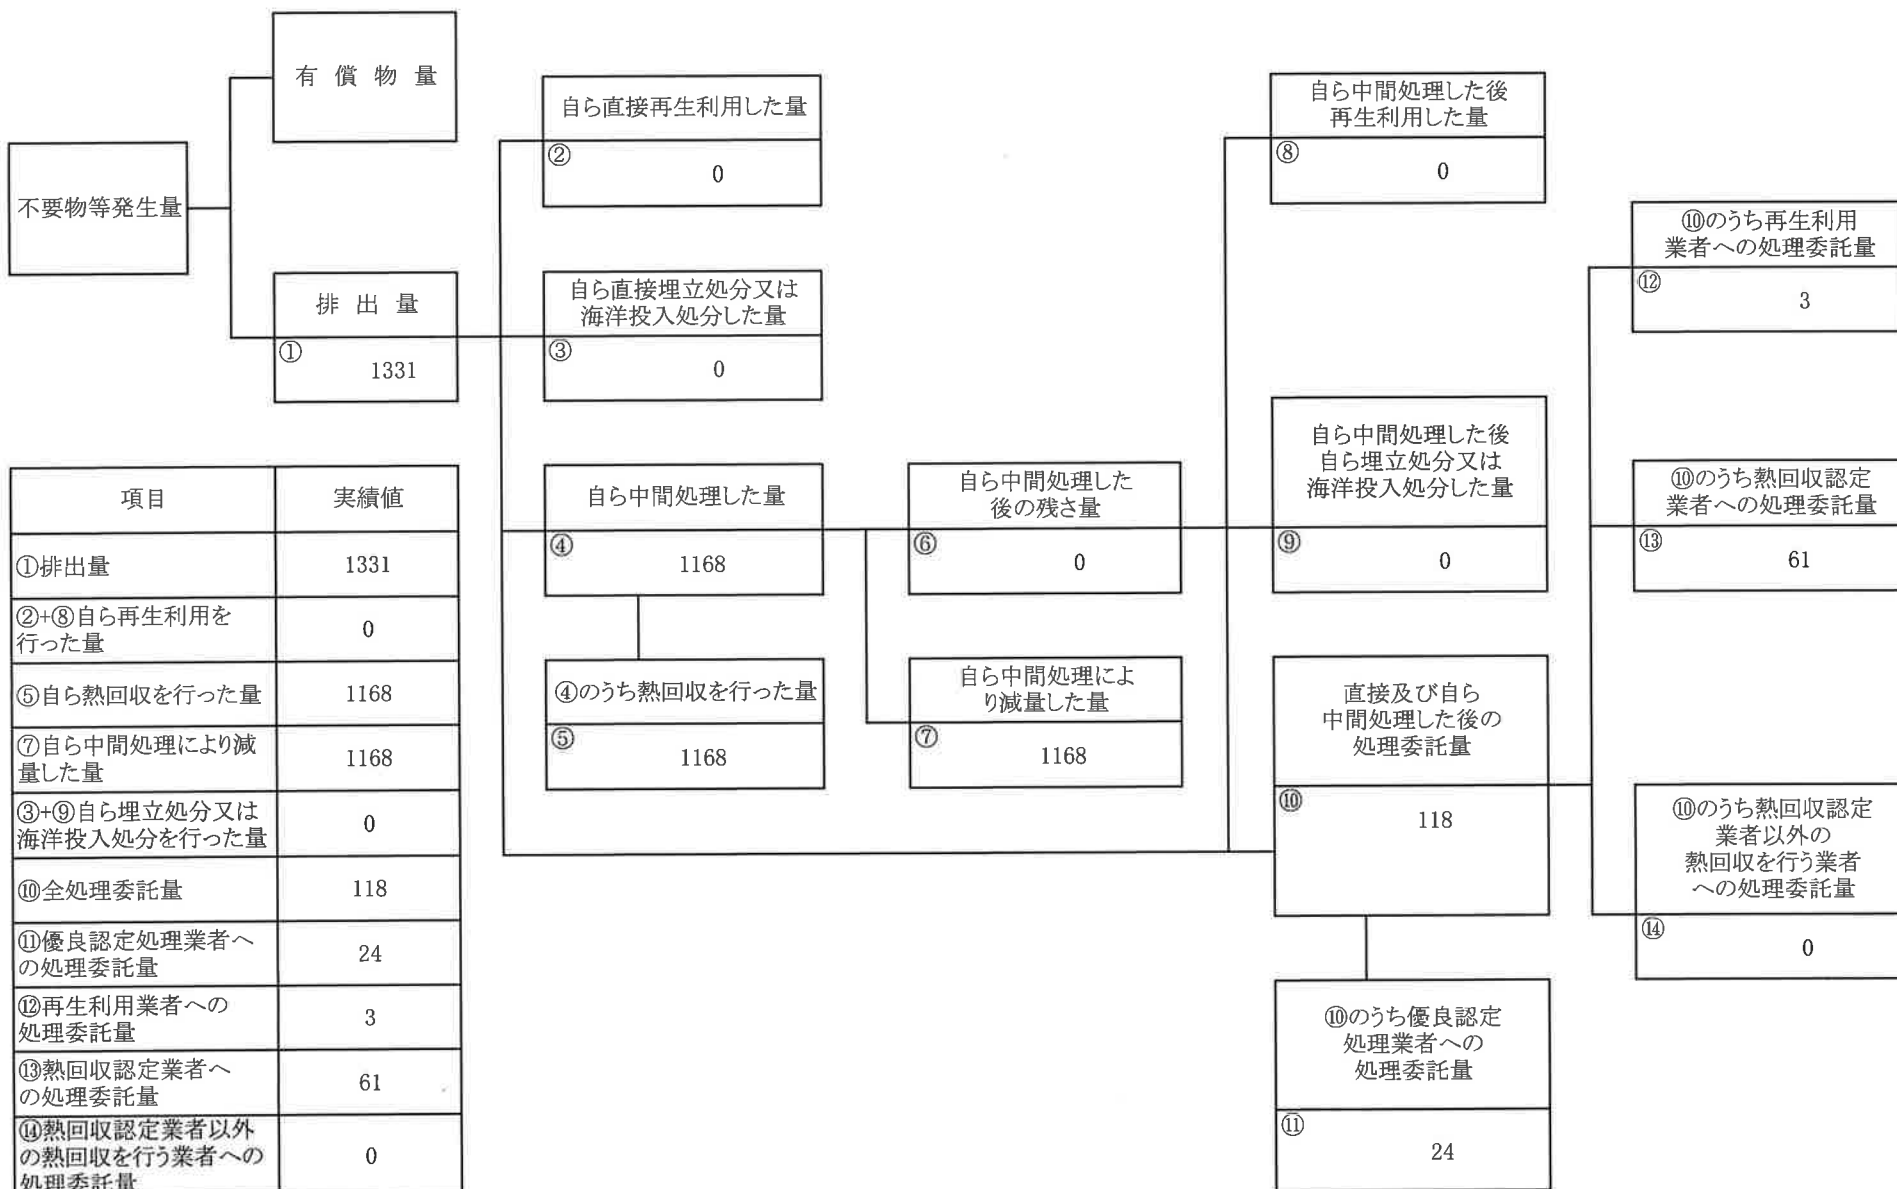 有償物量
不要物等発生量
排出量
①
1331
自ら直接再生利用した量
②
0
自ら直接埋立処分又は
海洋投入処分した量
③
0
自ら中間処理した量
④
1168
④のうち熱回収を行った量
⑤
1168
自ら中間処理した
後の残さ量
⑥
0
自ら中間処理によ
り減量した量
⑦
1168
自ら中間処理した後
再生利用した量
⑧
0
自ら中間処理した後
自ら埋立処分又は
海洋投入処分した量
⑨
0
直接及び自ら
中間処理した後の
処理委託量
⑩
118
⑩のうち優良認定
処理業者への
処理委託量
⑪
24
⑩のうち再生利用
業者への処理委託量
⑫
3
⑩のうち熱回収認定
業者への処理委託量
⑬
61
⑩のうち熱回収認定
業者以外の
熱回収を行う業者
への処理委託量
⑭
0
項目 実績値
①排出量 1331
②+⑧自ら再生利用を
行った量 0
⑤自ら熱回収を行った量 1168
⑦自ら中間処理により減
量した量 1168
③+⑨自ら埋立処分又は
海洋投入処分を行った量 0
⑩全処理委託量 118
⑪優良認定処理業者へ
の処理委託量 24
⑫再生利用業者への
処理委託量 3
⑬熱回収認定業者へ
の処理委託量 61
⑭熱回収認定業者以外
の熱回収を行う業者への
処理委託量 0